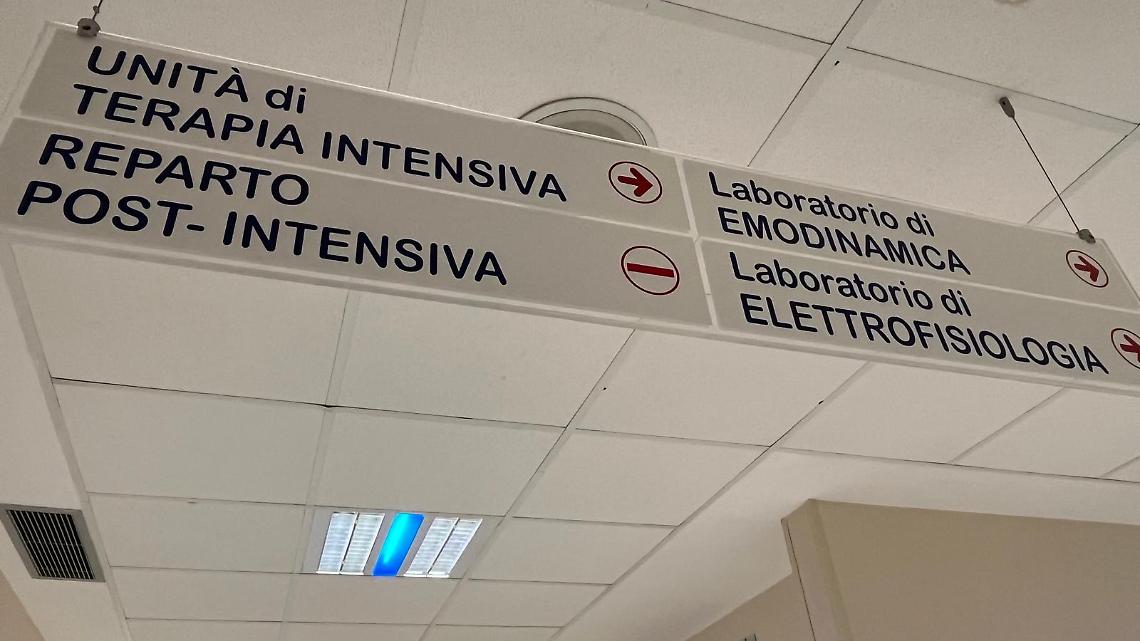 UNITÀ di
TERAPIA INTENSIVA
REPARTO
POST- INTENSIVA
Laboratorio di
EMODINAMICA
Laboratorio di
ELETTROFISIOLOGIA